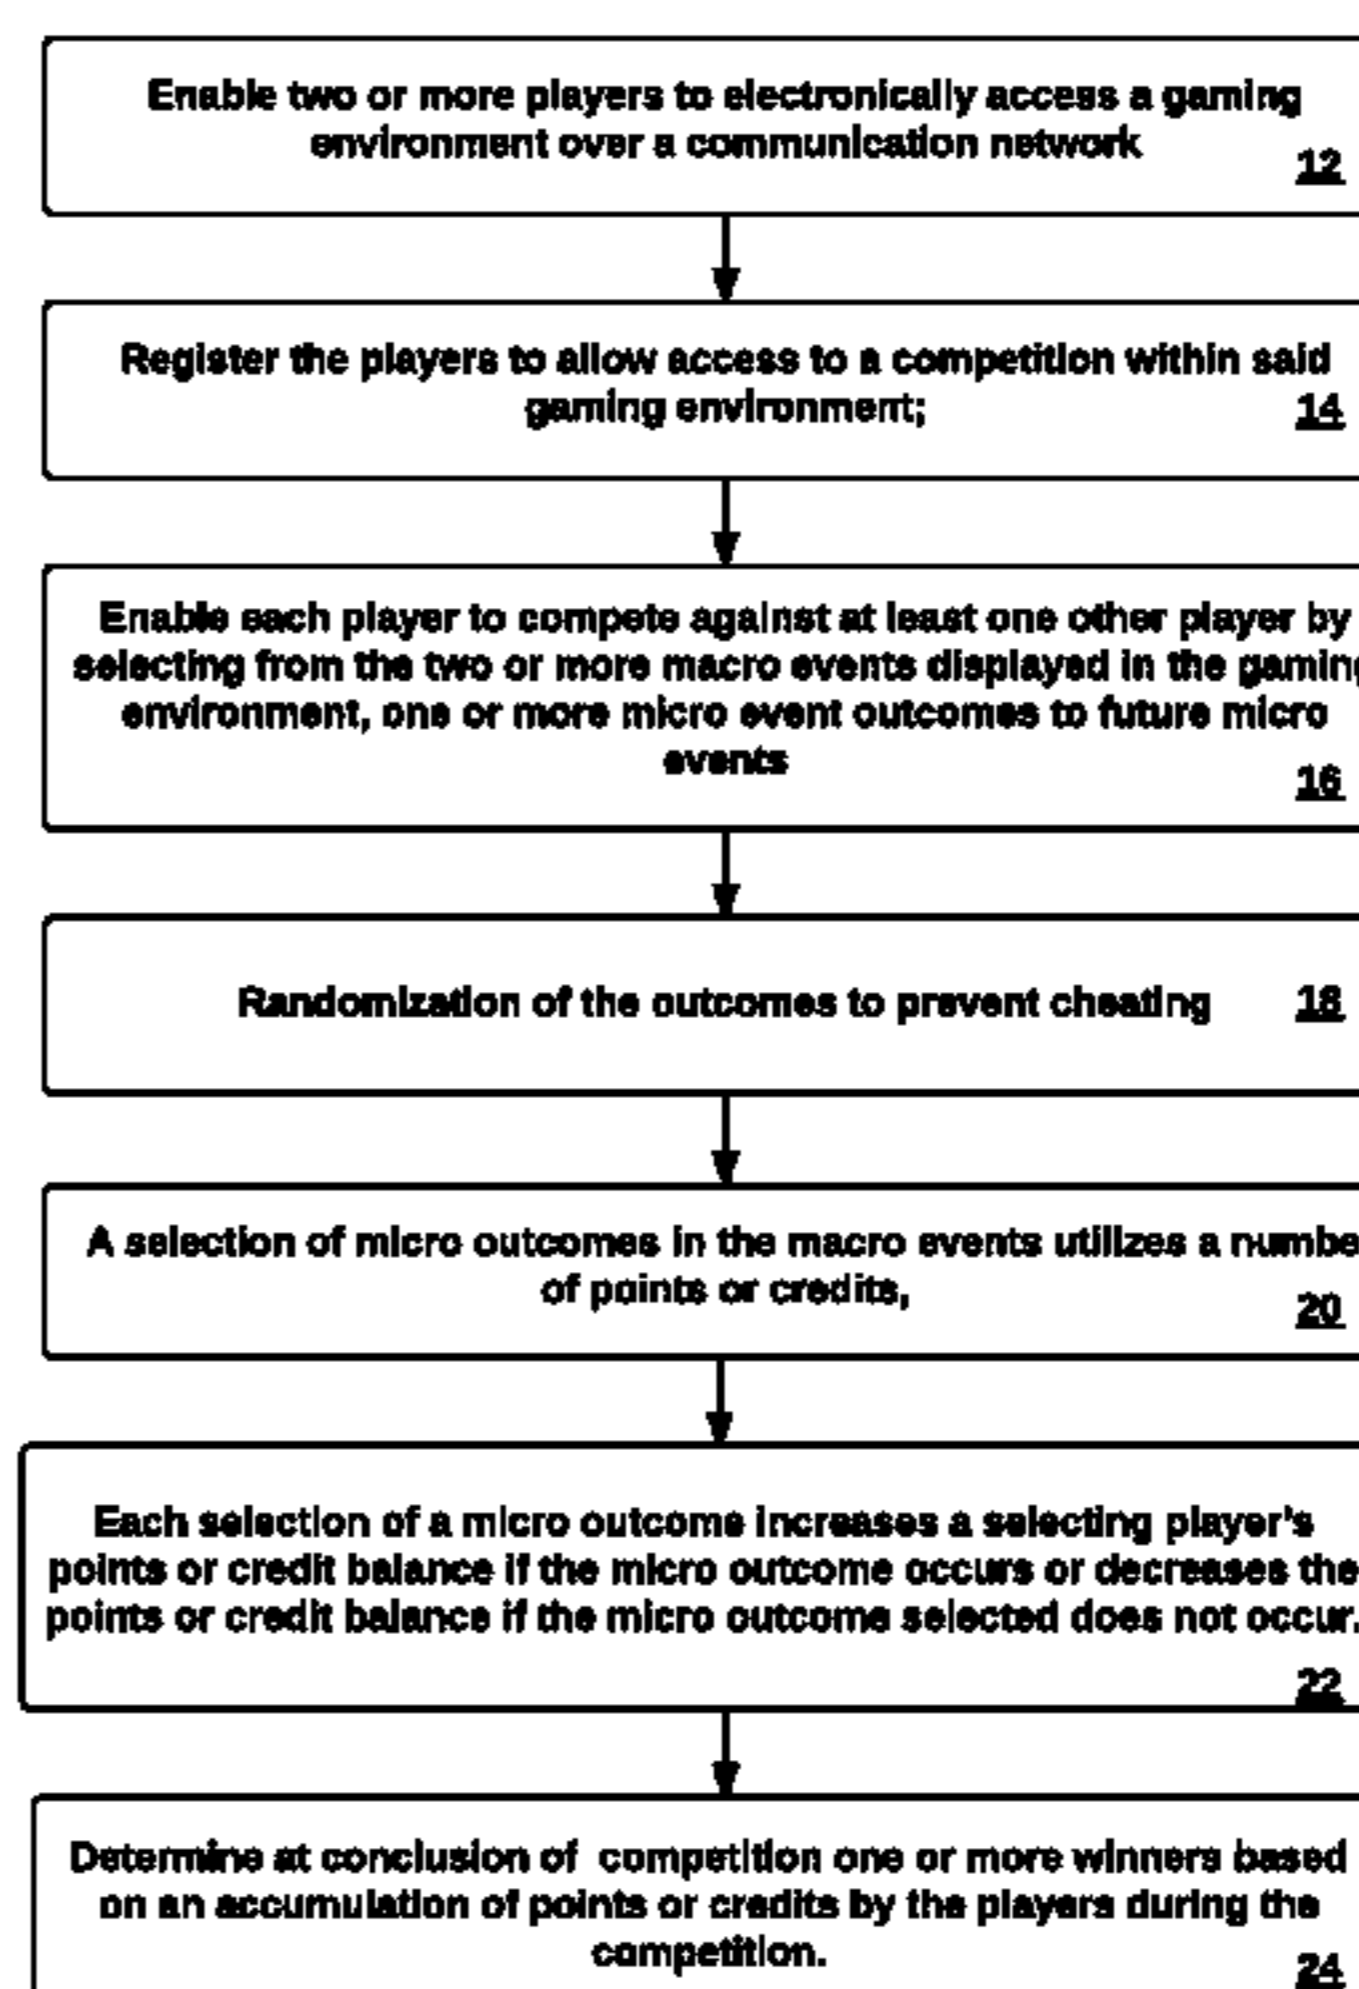 Enable two or more players to electronically access a gaming
environment over a communication network
12
Register the players to allow access to a competition within said
gaming environment;
14
Enable each player to compete against at least one other player by
selecting from the two or more macro events displayed in the gaming
environment, one or more micro event outcomes to future micro
events
16
Randomization of the outcomes to prevent cheating
18
A selection of micro outcomes in the macro events utilizes a numbe
of points or credits,
20
Each selection of a micro outcome increases a selecting player's
points or credit balance if the micro outcome occurs or decreases the
points or credit balance if the micro outcome selected does not occur.
22
Determine at conclusion of competition one or more winners based
on an accumulation of points or credits by the players during the
competition.
24